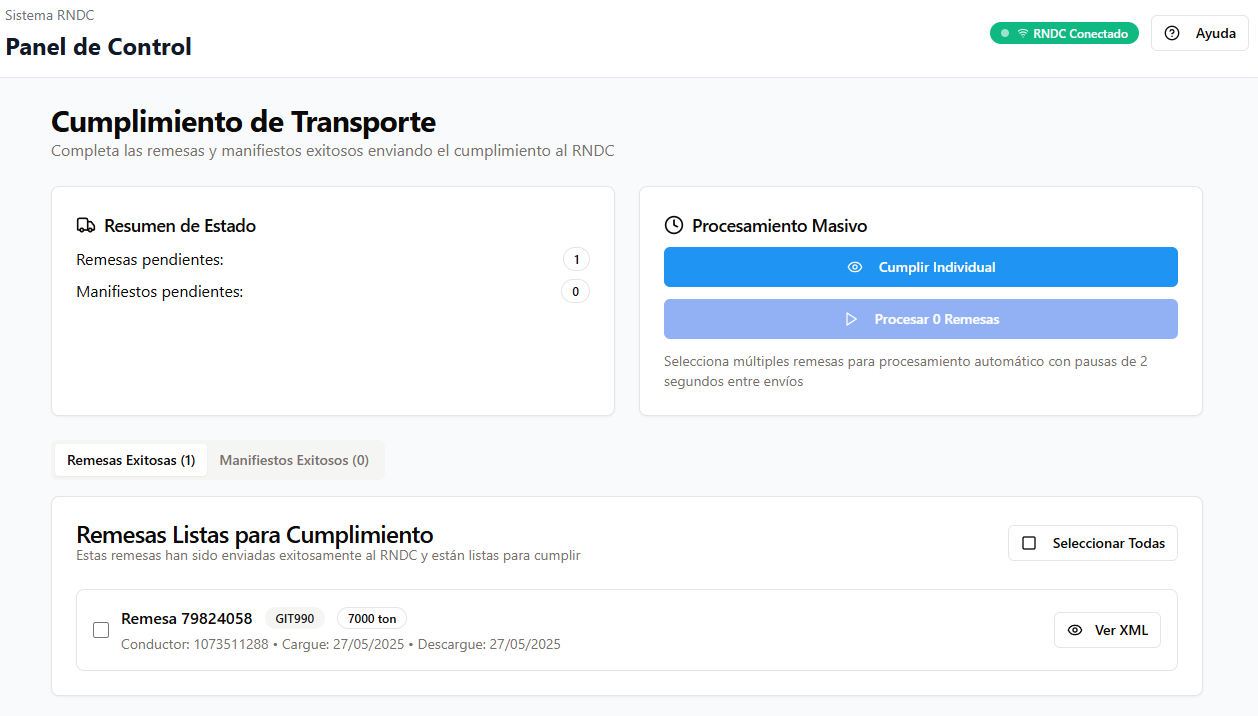 Sistema RNDC
Panel de Control
RNDC Conectado
Ayuda
Cumplimiento de Transporte
Completa las remesas y manifiestos exitosos enviando el cumplimiento al RNDC
Resumen de Estado
Remesas pendientes: 1
Manifiestos pendientes: 0
Procesamiento Masivo
Cumplir Individual
Procesar 0 Remesas
Selecciona múltiples remesas para procesamiento automático con pausas de 2
segundos entre envíos
Remesas Exitosas (1) Manifiestos Exitosos (0)
Remesas Listas para Cumplimiento
Estas remesas han sido enviadas exitosamente al RNDC y están listas para cumplir
Seleccionar Todas
Remesa 79824058 GIT990 7000 ton
Conductor: 1073511288 • Cargue: 27/05/2025 • Descargue: 27/05/2025
Ver XML